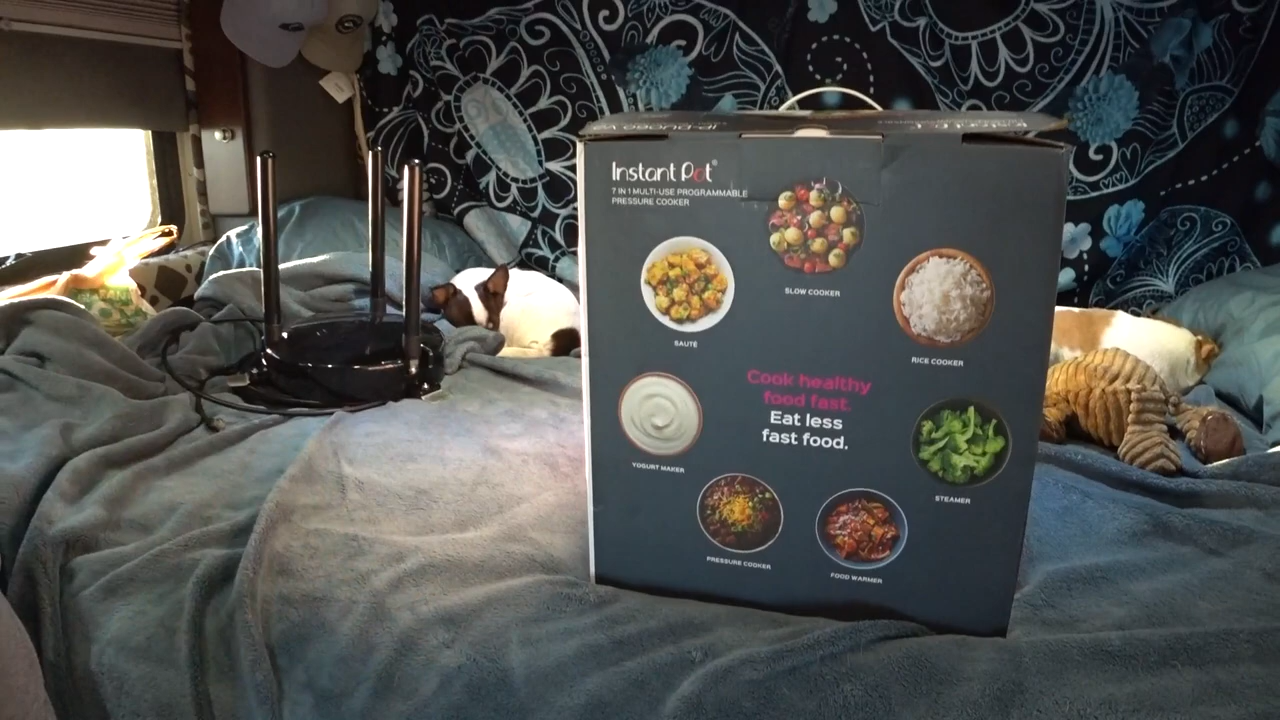 Instant Pot®
7 IN 1 MULTI-USE PROGRAMMABLE
PRESSURE COOKER
SLOW COOKER
SAUTÉ
RICE COOKER
Cook healthy
food fast.
Eat less
fast food.
YOGURT MAKER
STEAMER
PRESSURE COOKER
FOOD WARMER